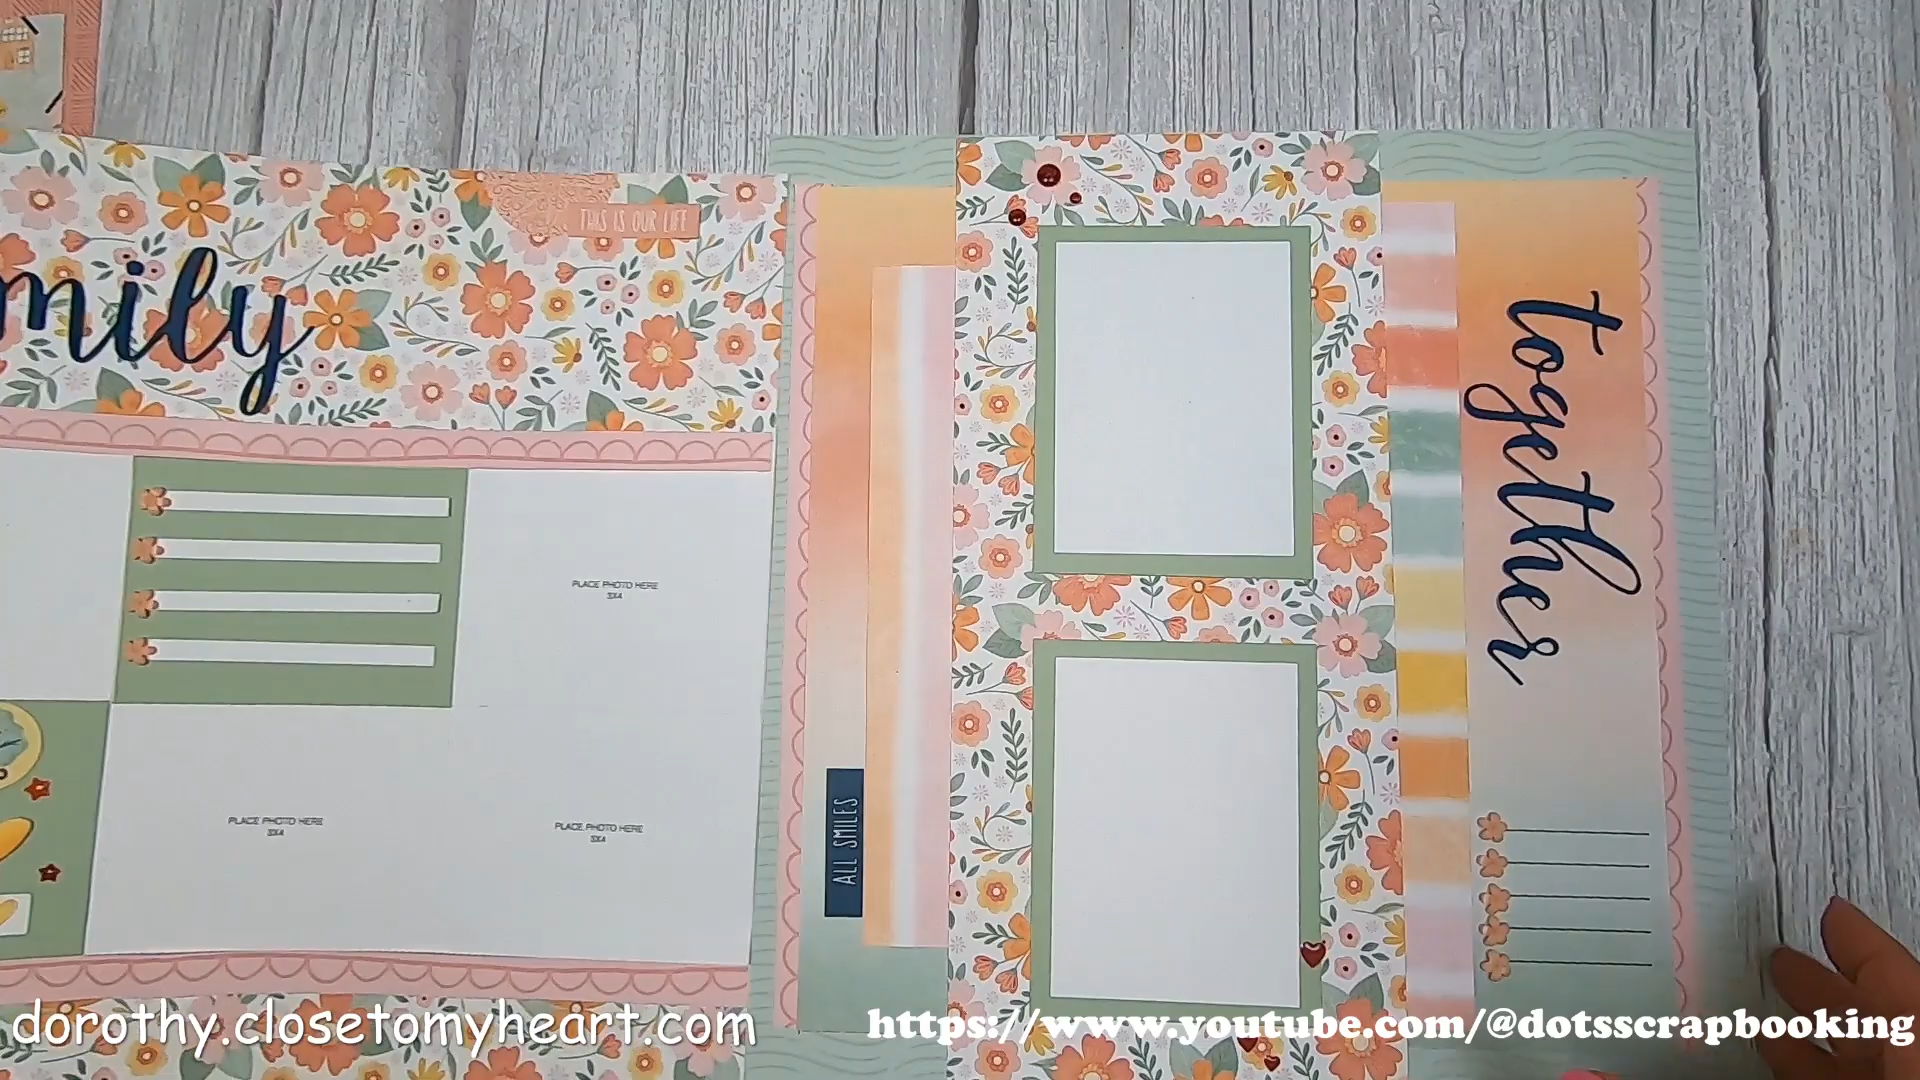 THIS IS OUR LIFE
mily
together
PLACE PHOTO HERE
3X4
PLACE PHOTO HERE
3X4
PLACE PHOTO HERE
3X4
ALL SMILES
dorothy.closetomyheart.com
https://www.youtube.com/@dotsscrapbooking